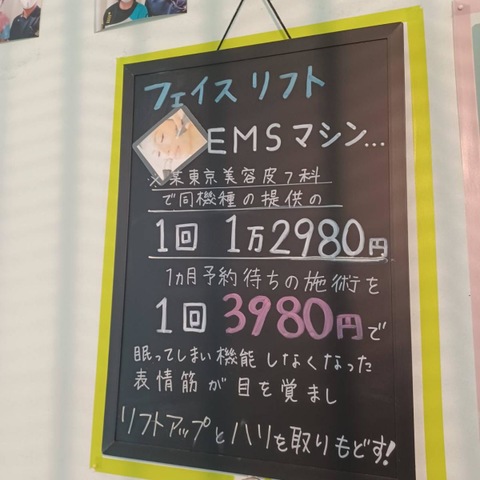 フェイスリフト
EMSマシン...
※某東京美容皮フ科
で同機種の提供の
1回 1万2980円
1ヵ月予約待ちの施術を
1回 3980円で
眠ってしまい機能しなくなった
表情筋が目を覚まし
リフトアップとハリを取りもどす!